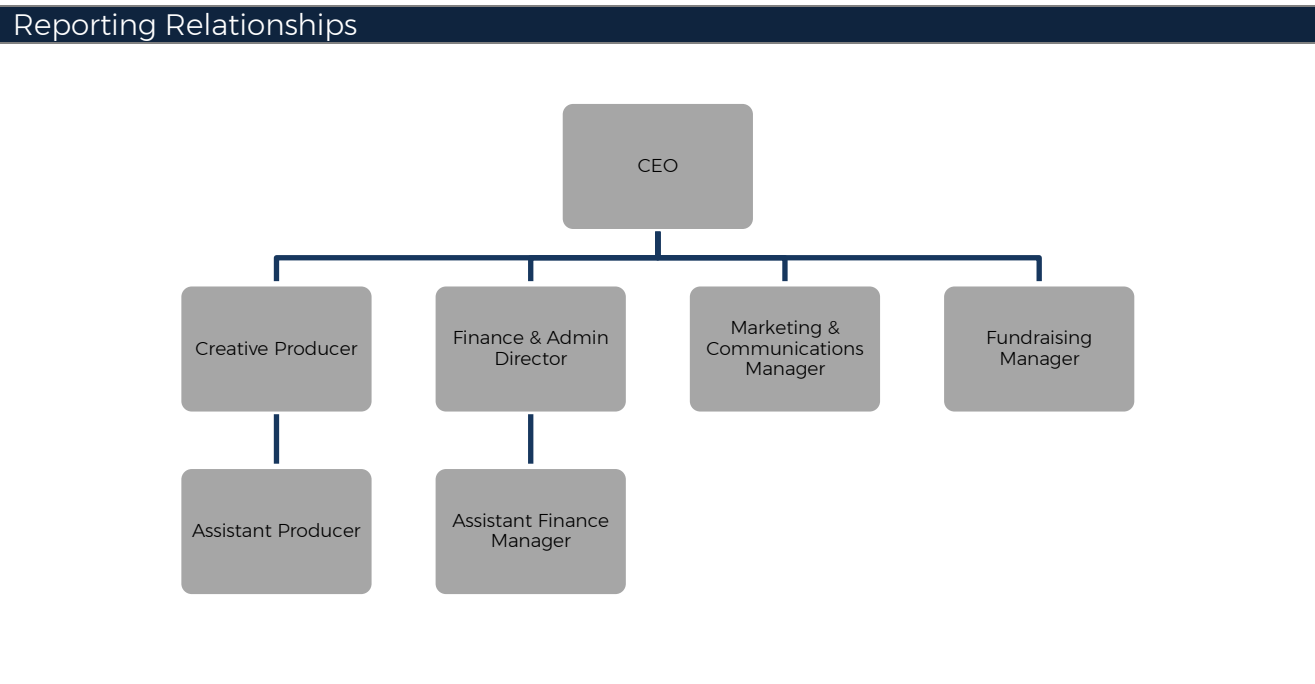 Reporting Relationships
CEO
Creative Producer
Finance & Admin
Director
Marketing &
Communications
Manager
Fundraising
Manager
Assistant Producer
Assistant Finance
Manager